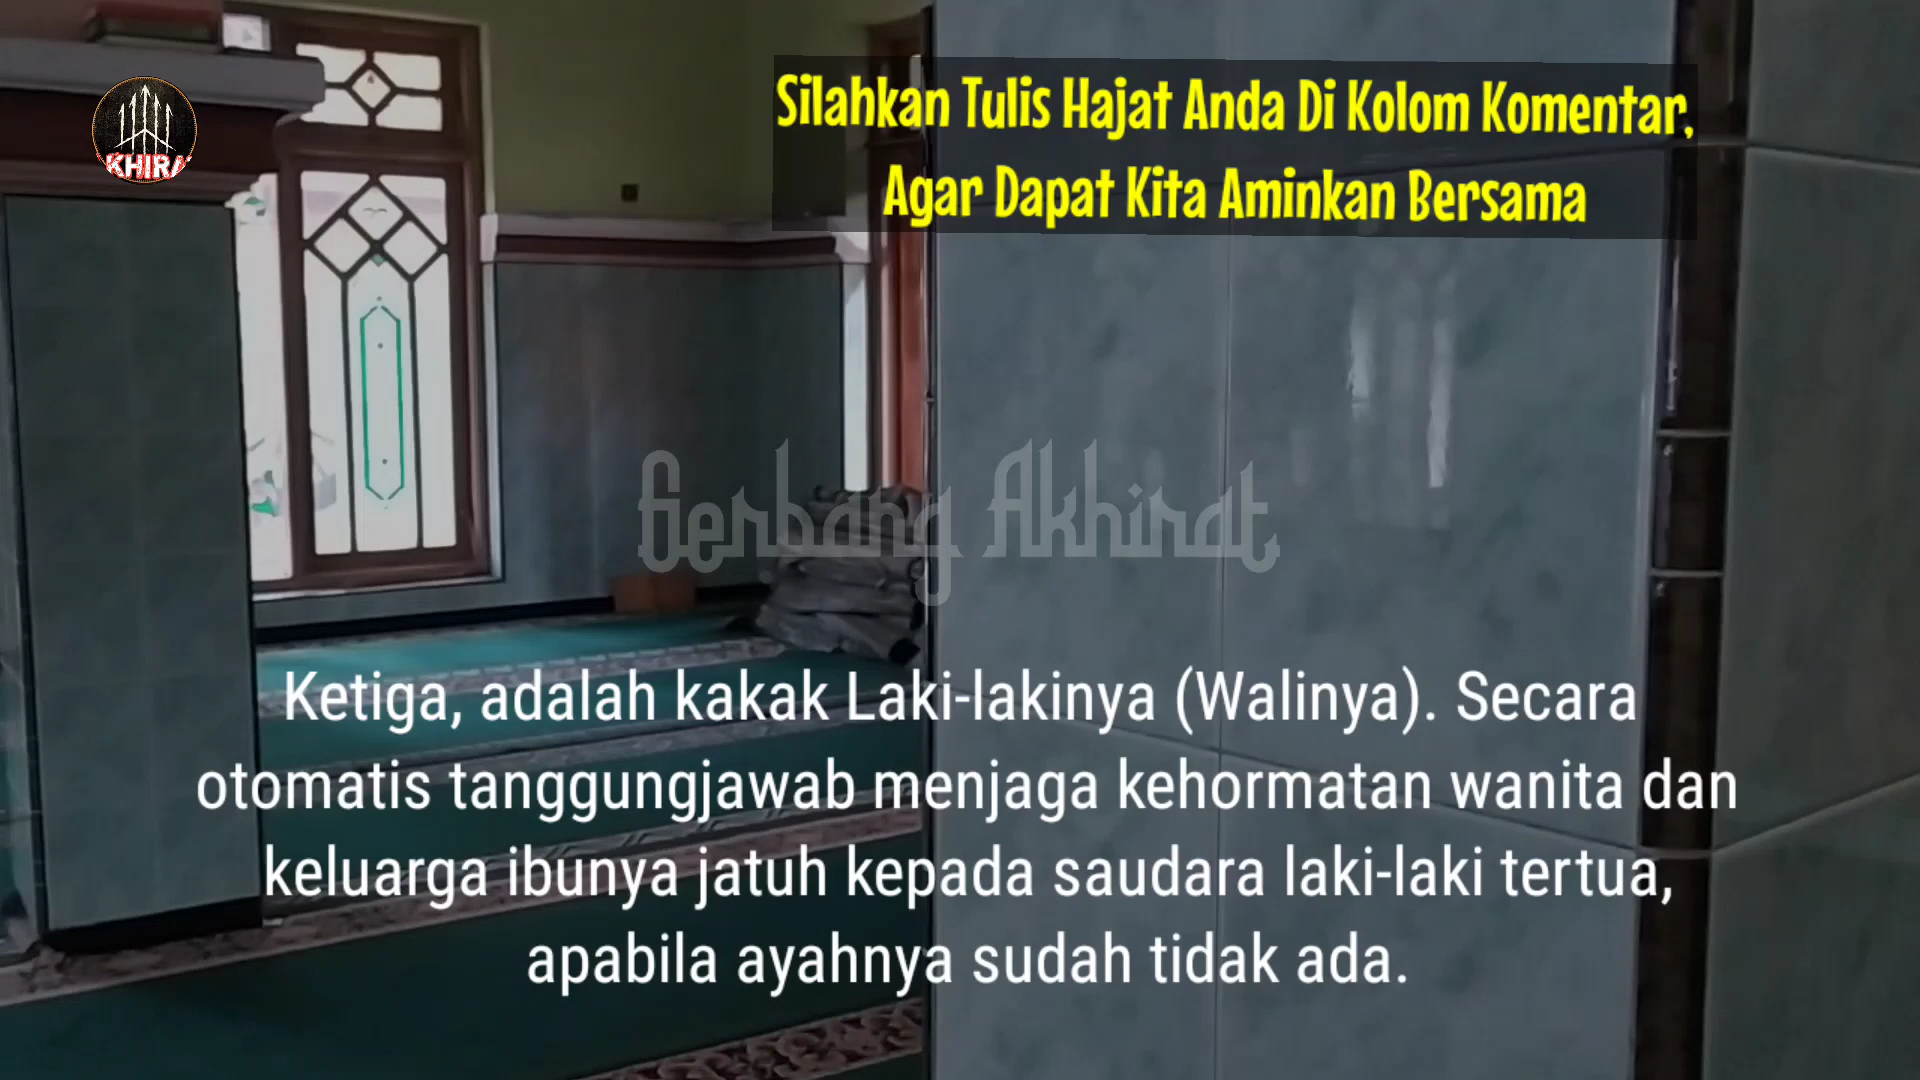 Silahkan Tulis Hajat Anda Di Kolom Komentar,
Agar Dapat Kita Aminkan Bersama
KHIRA
Gerbang Akhirat
Ketiga, adalah kakak Laki-lakinya (Walinya). Secara
otomatis tanggungjawab menjaga kehormatan wanita dan
keluarga ibunya jatuh kepada saudara laki-laki tertua,
apabila ayahnya sudah tidak ada.